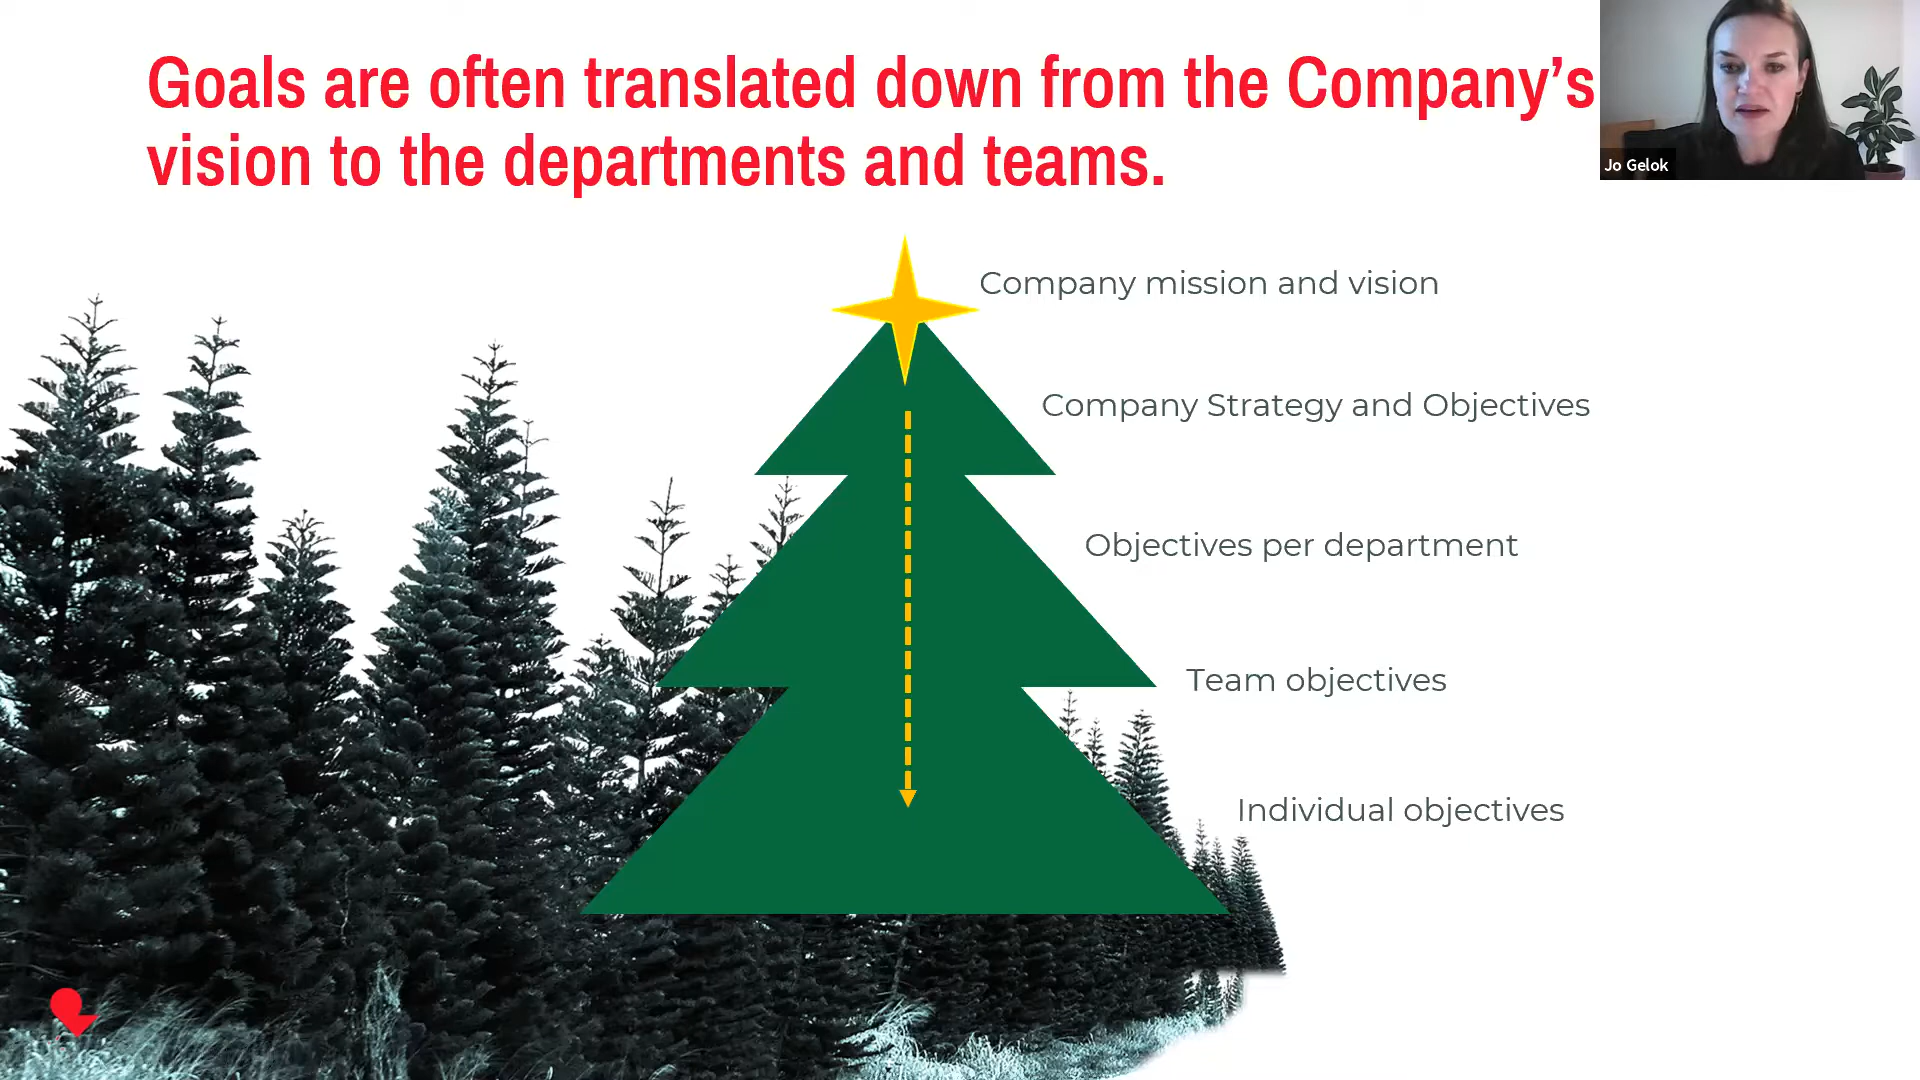 Goals are often translated down from the Company’s
vision to the departments and teams.
Jo Gelok
Company mission and vision
Company Strategy and Objectives
Objectives per department
Team objectives
Individual objectives